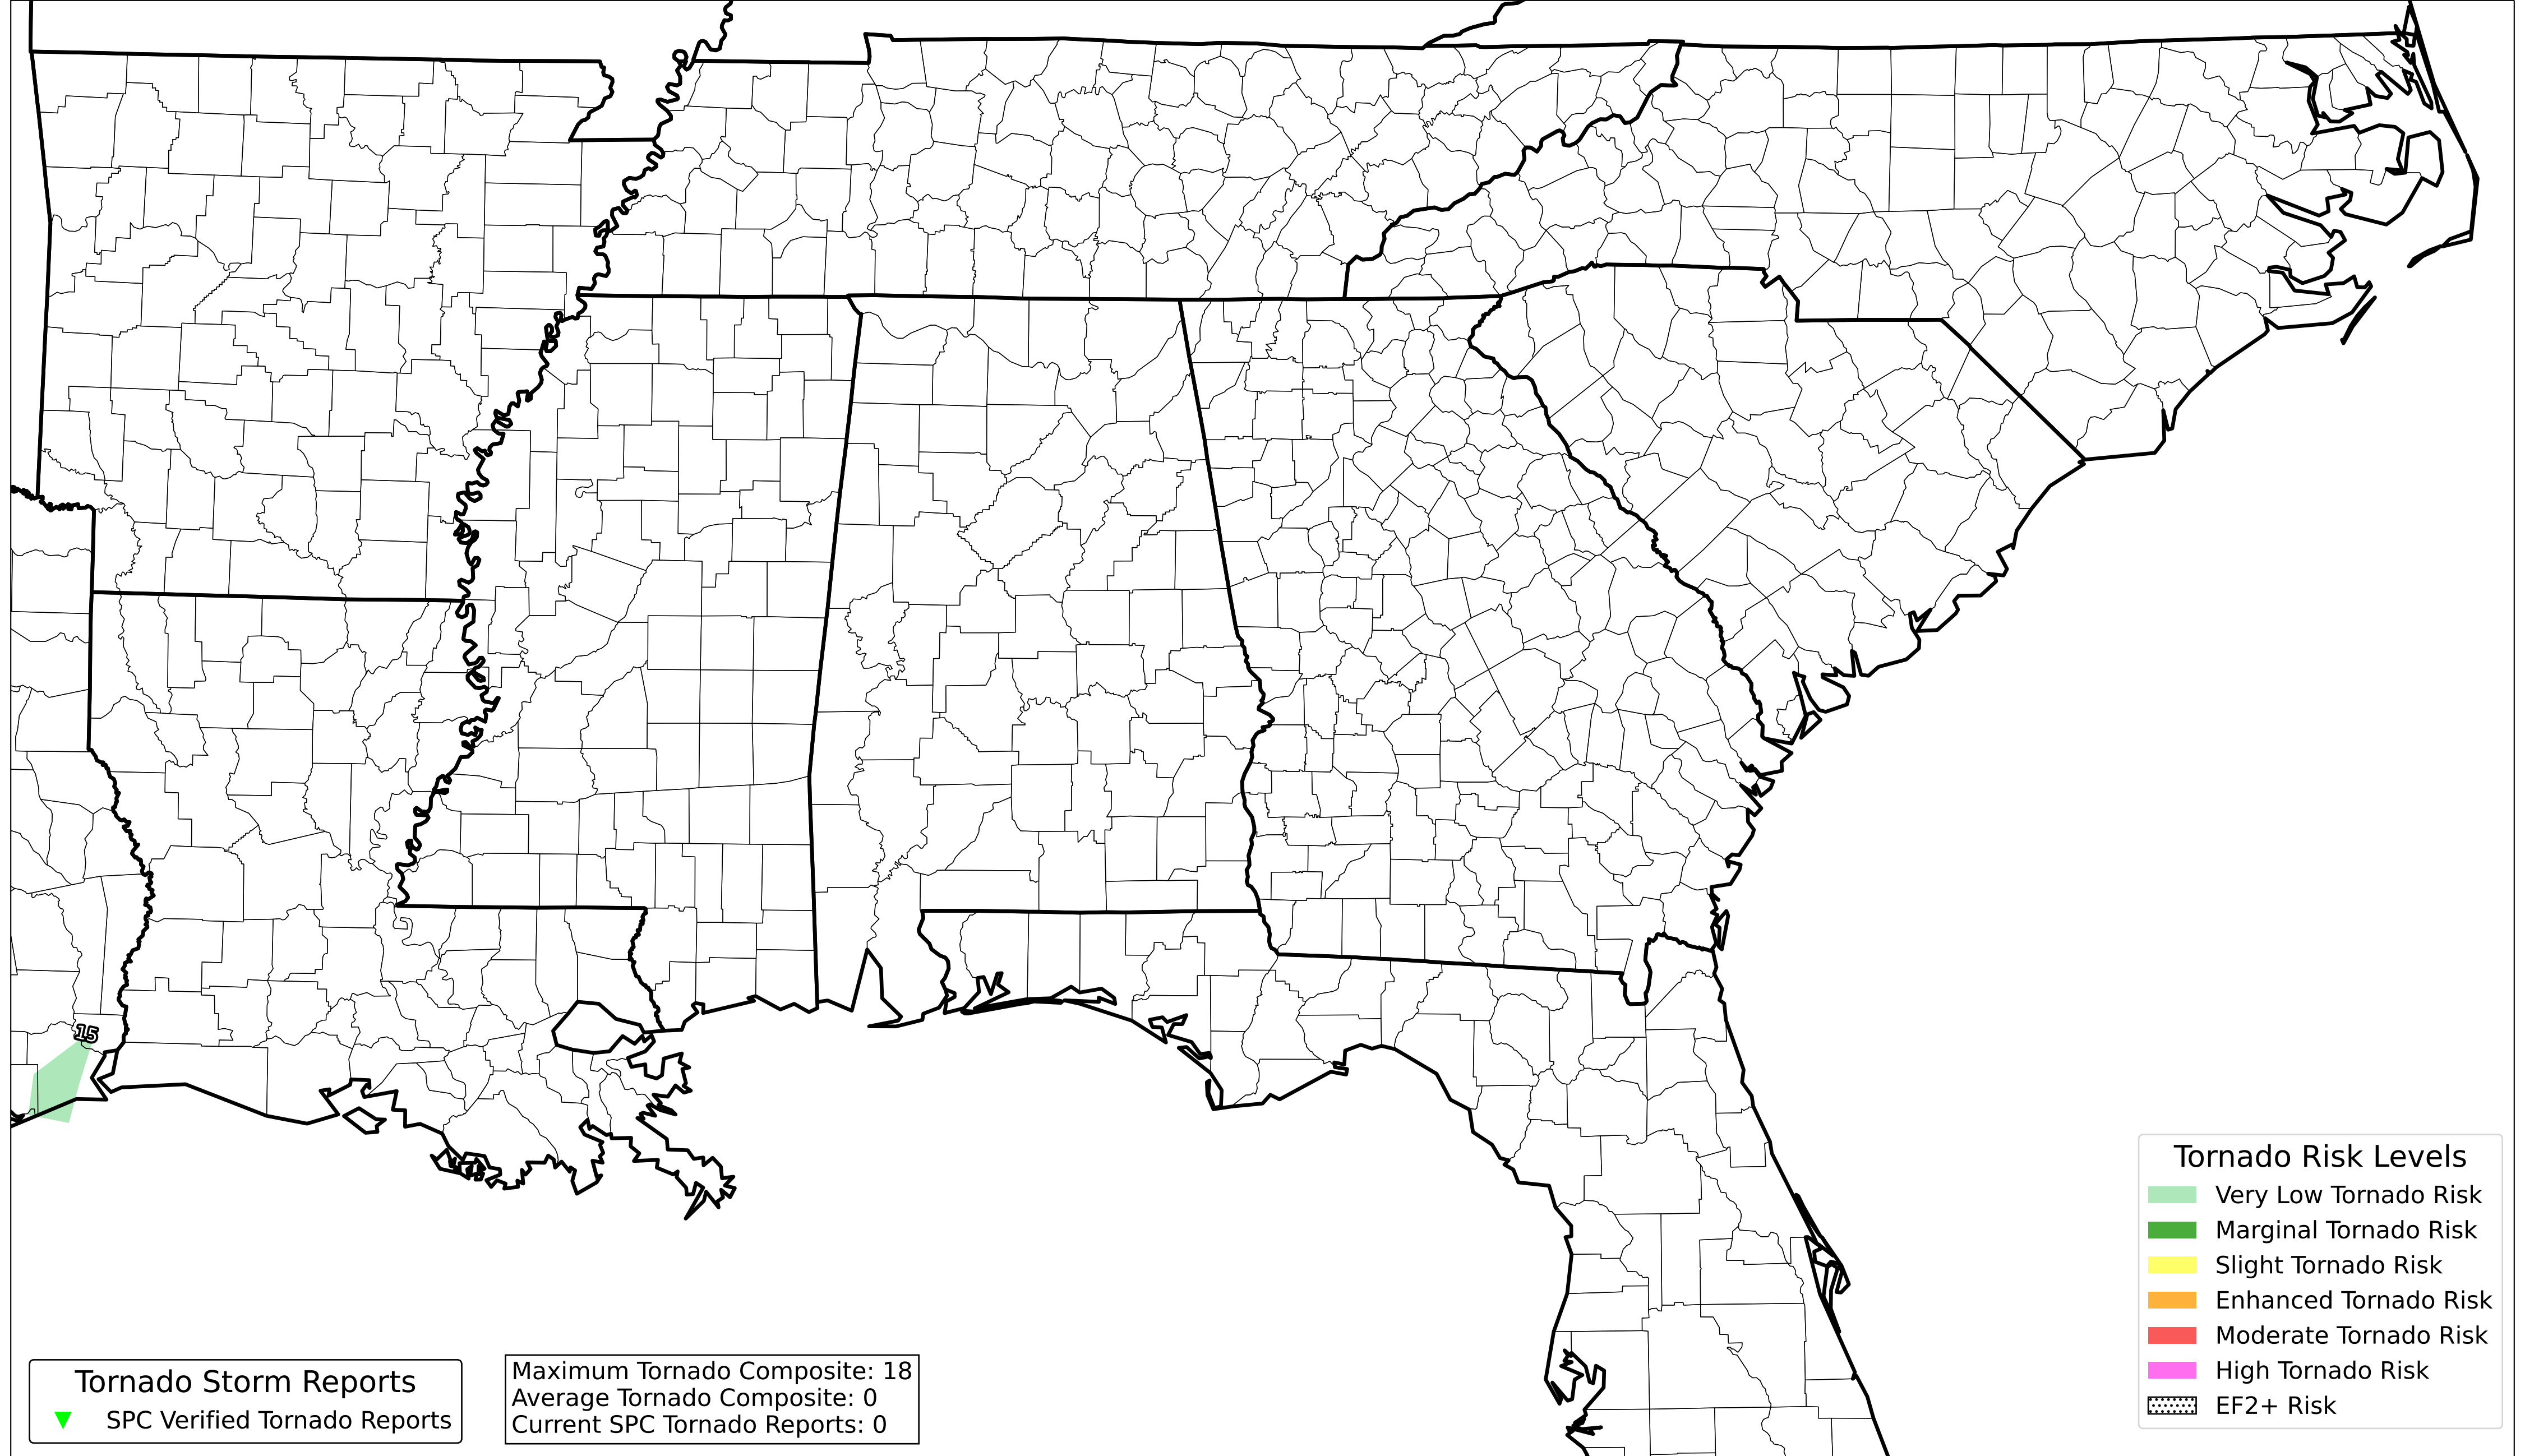 15
Tornado Storm Reports
SPC Verified Tornado Reports
Maximum Tornado Composite: 18
Average Tornado Composite: 0
Current SPC Tornado Reports: 0
Tornado Risk Levels
Very Low Tornado Risk
Marginal Tornado Risk
Slight Tornado Risk
Enhanced Tornado Risk
Moderate Tornado Risk
High Tornado Risk
EF2+ Risk